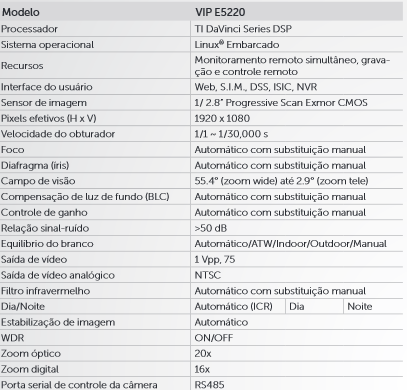 Modelo VIP E5220
Processador TI DaVinci Series DSP
Sistema operacional Linux® Embarcado
Recursos Monitoramento remoto simultâneo, grava-
ção e controle remoto
Interface do usuário Web, S.I.M., DSS, ISIC, NVR
Sensor de imagem 1/ 2.8" Progressive Scan Exmor CMOS
Pixels efetivos (H x V) 1920 x 1080
Velocidade do obturador 1/1 ~ 1/30,000 s
Foco Automático com substituição manual
Diafragma (íris) Automático com substituição manual
Campo de visão 55.4° (zoom wide) até 2.9° (zoom tele)
Compensação de luz de fundo (BLC) Automático com substituição manual
Controle de ganho Automático com substituição manual
Relação sinal-ruído >50 dB
Equilíbrio do branco Automático/ATW/Indoor/Outdoor/Manual
Saída de vídeo 1 Vpp, 75
Saída de vídeo analógico NTSC
Filtro infravermelho Automático com substituição manual
Dia/Noite Automático (ICR) Dia Noite
Estabilização de imagem Automático
WDR ON/OFF
Zoom óptico 20x
Zoom digital 16x
Porta serial de controle da câmera RS485